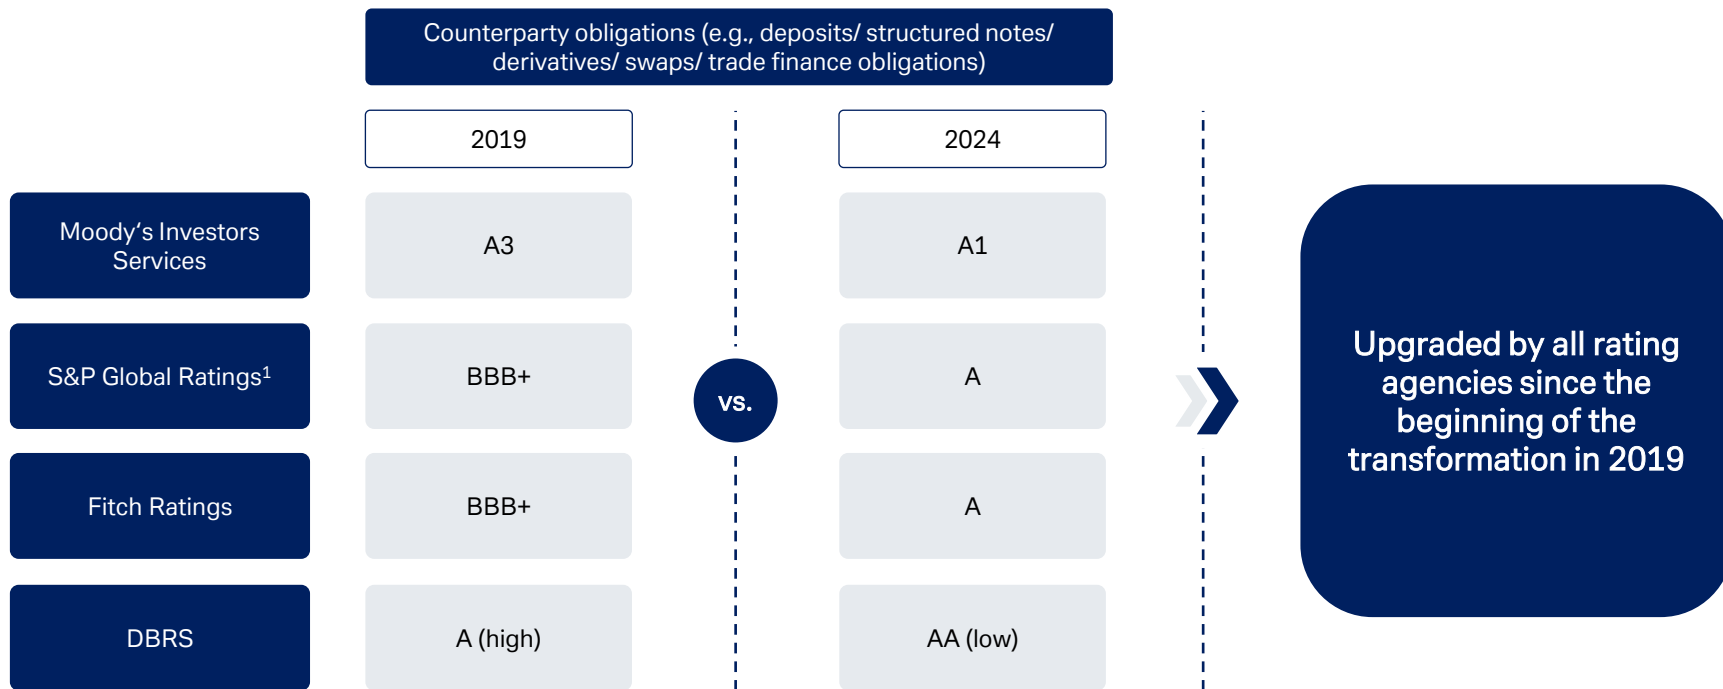 Counterparty obligations (e.g., deposits/ structured notes/
derivatives/ swaps/ trade finance obligations)
2019
2024
Moody‘s Investors
Services
A3
A1
S&P Global Ratings¹
BBB+
A
vs.
Fitch Ratings
BBB+
A
DBRS
A (high)
AA (low)
Upgraded by all rating
agencies since the
beginning of the
transformation in 2019